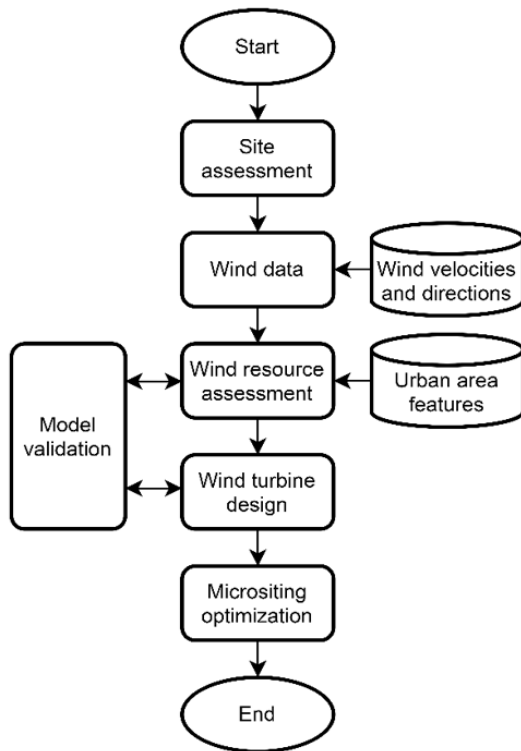 Start
Site
assessment
Wind data
Wind velocities
and directions
Wind resource
assessment
Urban area
features
Model
validation
Wind turbine
design
Micrositing
optimization
End